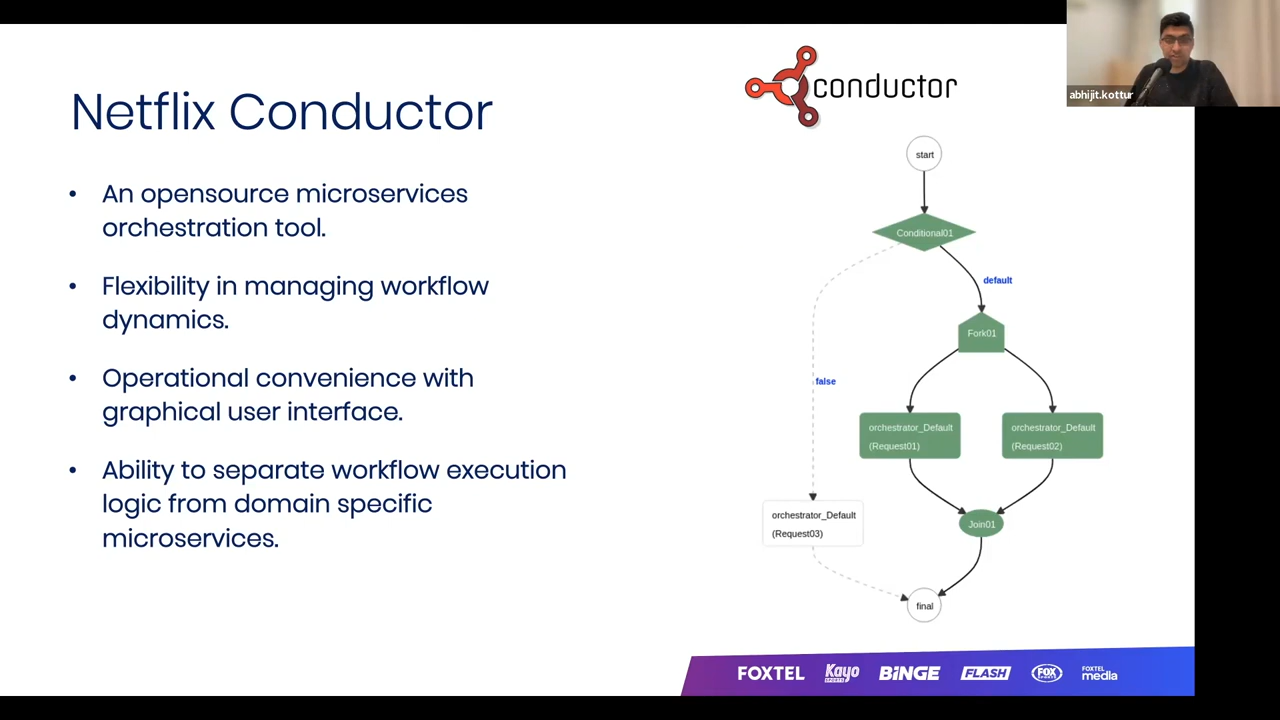 Netflix Conductor
• An opensource microservices
orchestration tool.
• Flexibility in managing workflow
dynamics.
• Operational convenience with
graphical user interface.
• Ability to separate workflow execution
logic from domain specific
microservices.
conductor
abhijit.kottur
start
Conditional01
default
Fork01
false
orchestrator_Default
(Request01)
orchestrator_Default
(Request02)
orchestrator_Default
(Request03)
Join01
final
FOXTEL
Kayo
SPORTS
BINGE
FLASH
FOX
SPORTS
FOXTEL
media